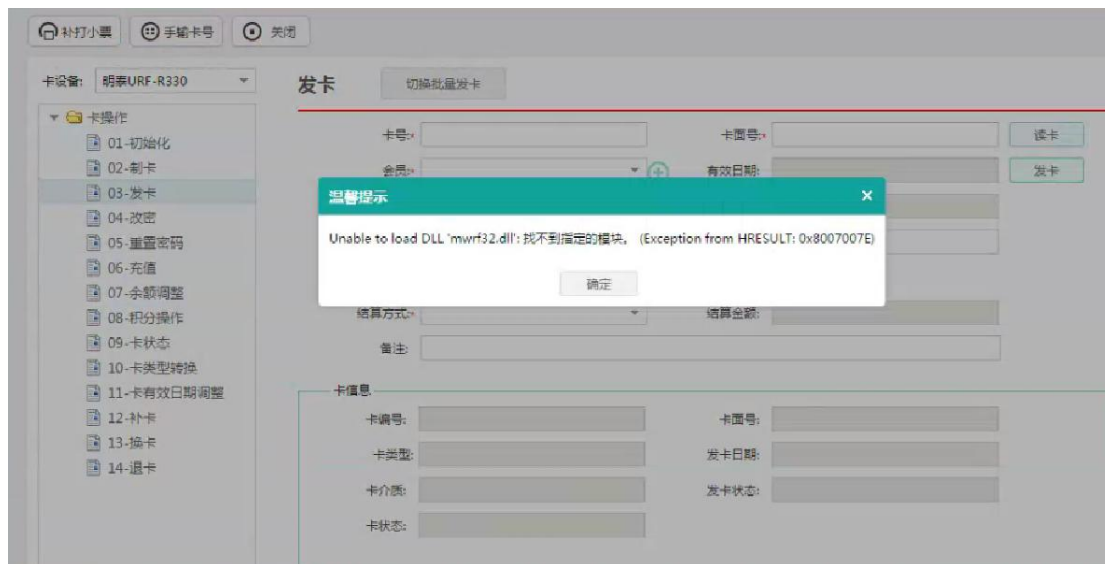 补打小票 手输卡号 关闭
卡设备: 明泰URF-R330
发卡 切换批量发卡
卡操作
01-初始化
02-制卡
03-发卡
04-改密
05-重置密码
06-充值
07-余额调整
08-积分操作
09-卡状态
10-卡类型转换
11-卡有效日期调整
12-补卡
13-换卡
14-退卡
卡号:* 卡面号:* 读卡
会员:* 有效日期: 发卡
温馨提示 ×
Unable to load DLL 'mwrf32.dll': 找不到指定的模块。 (Exception from HRESULT: 0x8007007E)
确定
结算方式:* 结算金额:
备注:
卡信息
卡编号: 卡面号:
卡类型: 发卡日期:
卡介质: 发卡状态:
卡状态: